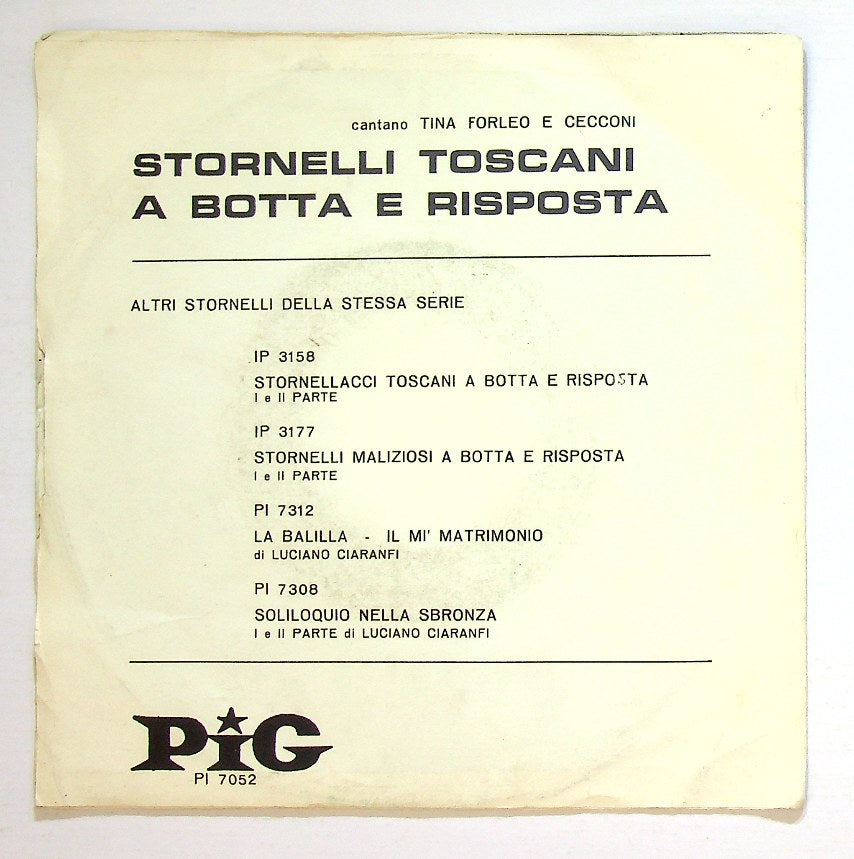 cantano TINA FORLEO E CECCONI
STORNELLI TOSCANI
A BOTTA E RISPOSTA
ALTRI STORNELLI DELLA STESSA SERIE
IP 3158
STORNELLACCI TOSCANI A BOTTA E RISPOSTA
I e II PARTE
IP 3177
STORNELLI MALIZIOSI A BOTTA E RISPOSTA
I e II PARTE
PI 7312
LA BALILLA - IL MI' MATRIMONIO
di LUCIANO CIARANFI
PI 7308
SOLILOQUIO NELLA SBRONZA
I e II PARTE di LUCIANO CIARANFI
PiG
PI 7052